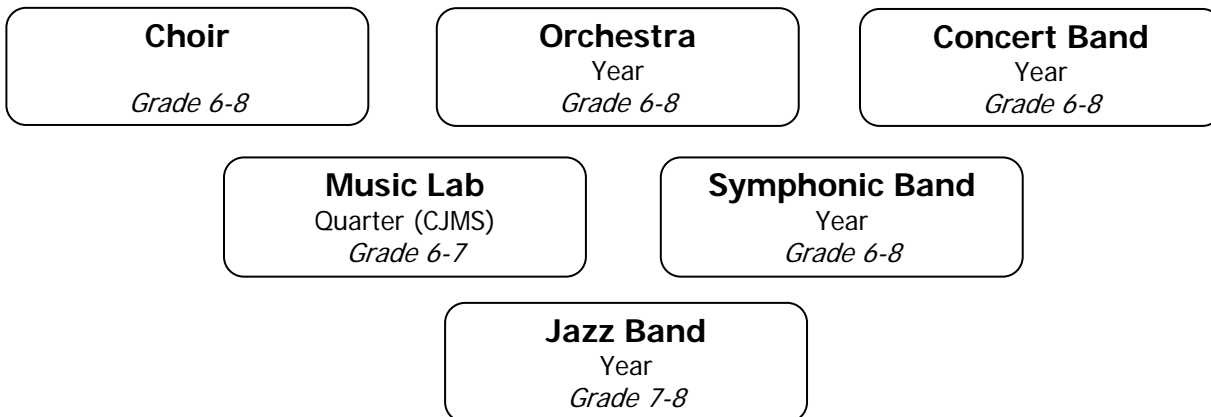 Choir
Grade 6-8
Orchestra
Year
Grade 6-8
Concert Band
Year
Grade 6-8
Music Lab
Quarter (CJMS)
Grade 6-7
Symphonic Band
Year
Grade 6-8
Jazz Band
Year
Grade 7-8